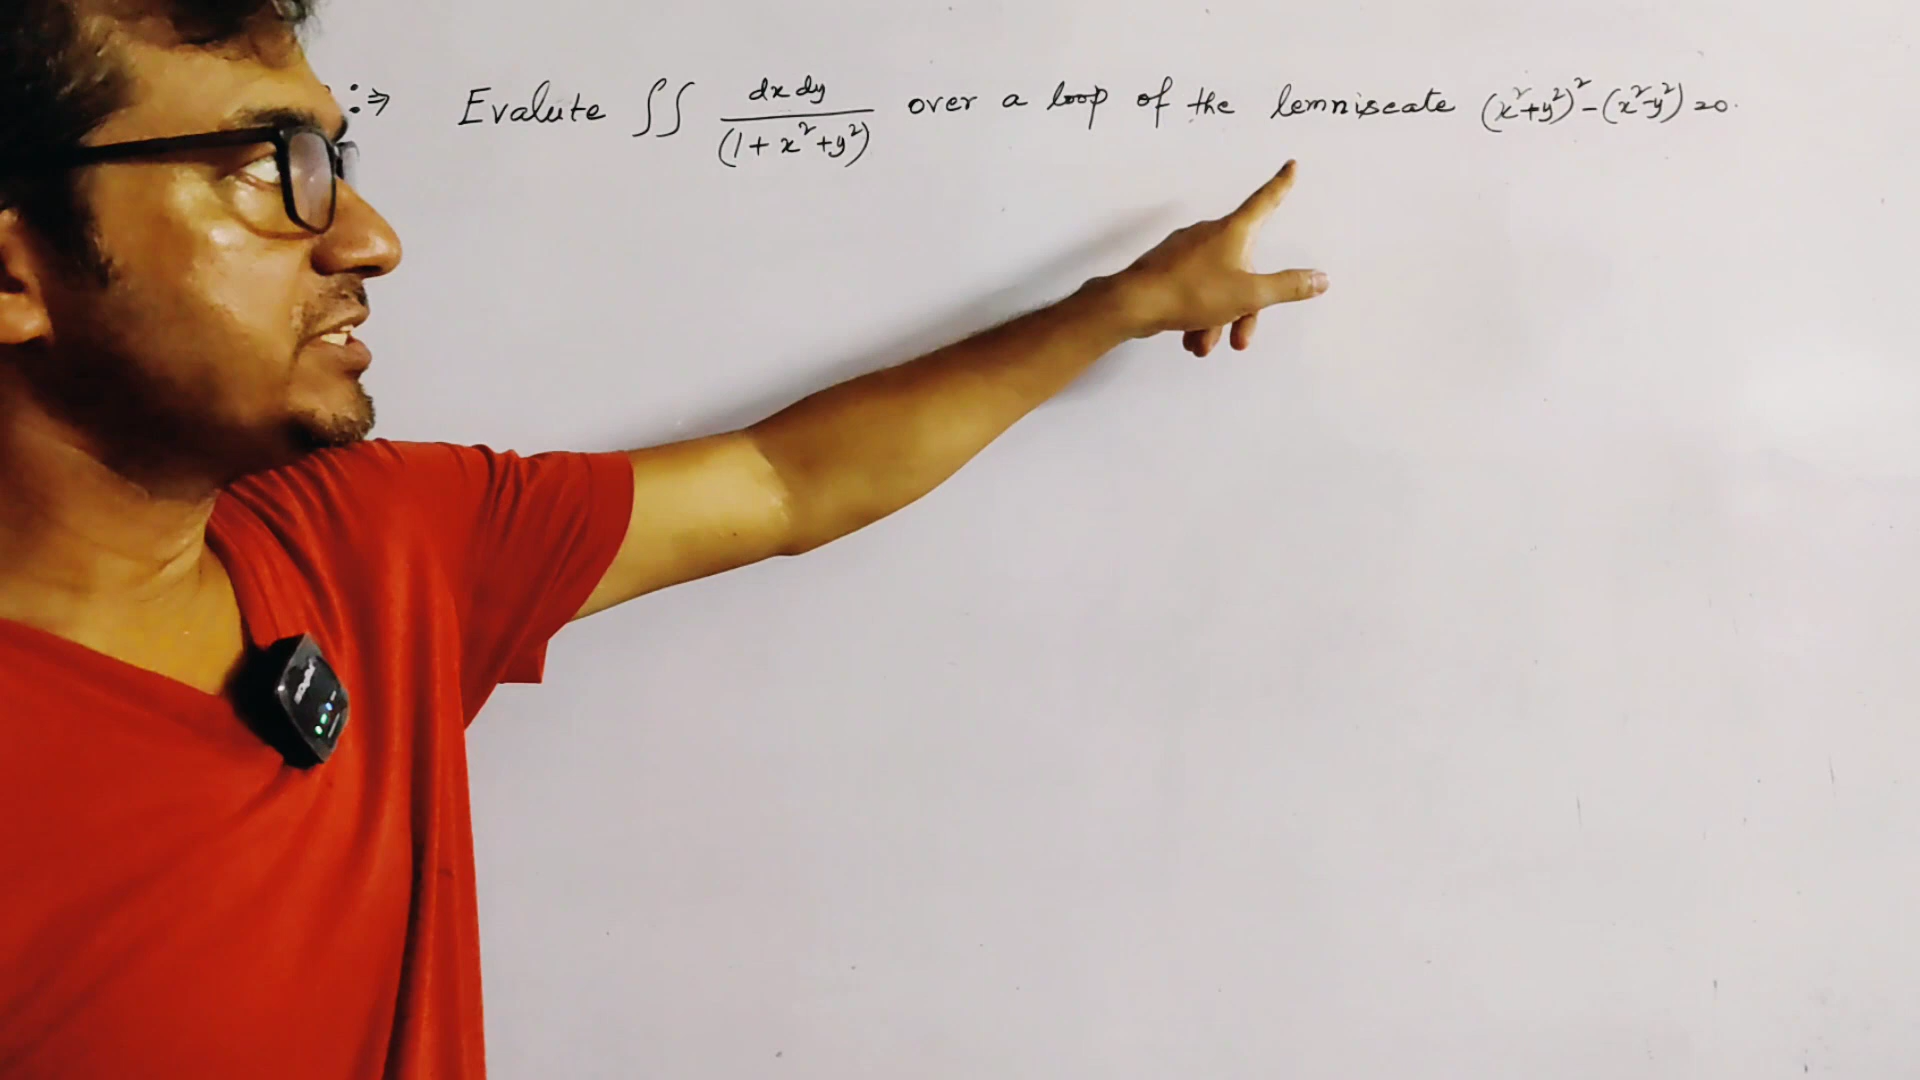 :⇒ Evalute ∬ dx dy / (1 + x² + y²) over a loop of the lemniscate (x²+y²)² - (x²-y²) = 0.